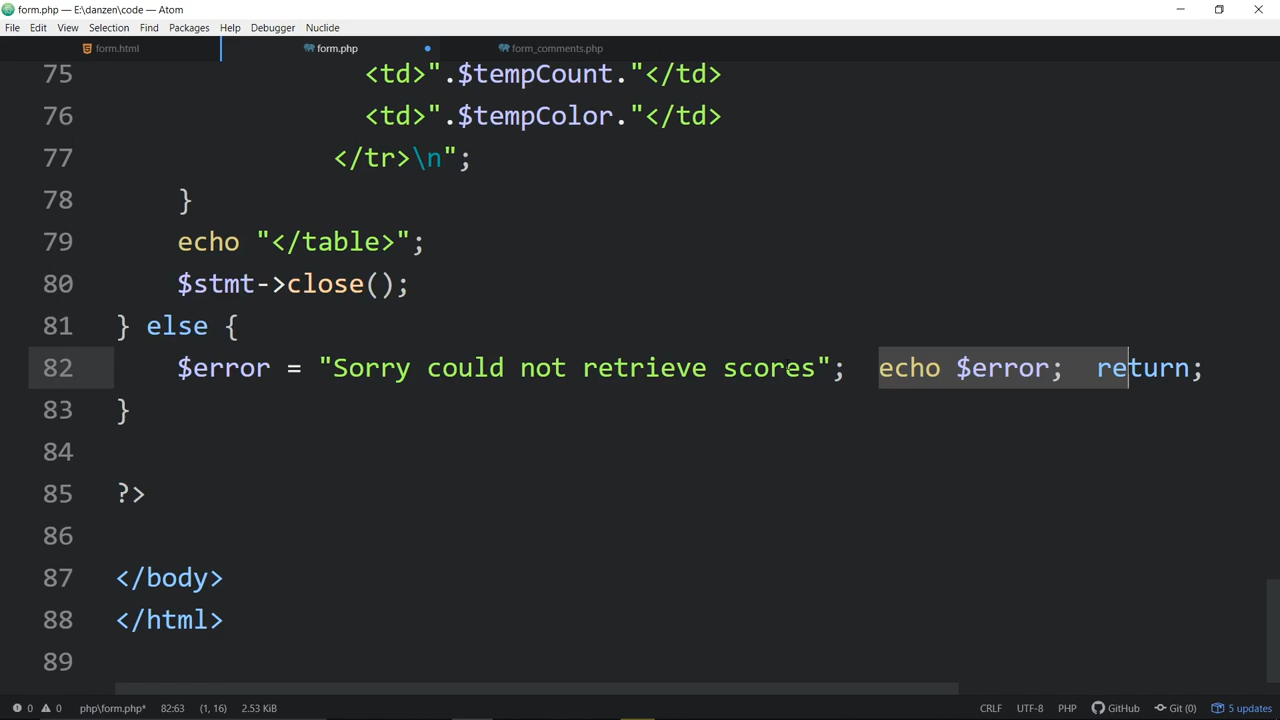 form.php — E:\danzen\code — Atom
File Edit View Selection Find Packages Help Debugger Nuclide
form.html form.php form_comments.php
75 <td>".$tempCount."</td>
76 <td>".$tempColor."</td>
77 </tr>\n";
78 }
79 echo "</table>";
80 $stmt->close();
81 } else {
82 $error = "Sorry could not retrieve scores"; echo $error; return;
83 }
84
85 ?>
86
87 </body>
88 </html>
89
0 0 php\form.php* 82:63 (1, 16) 2.53 KiB CRLF UTF-8 PHP GitHub Git (0) 5 updates